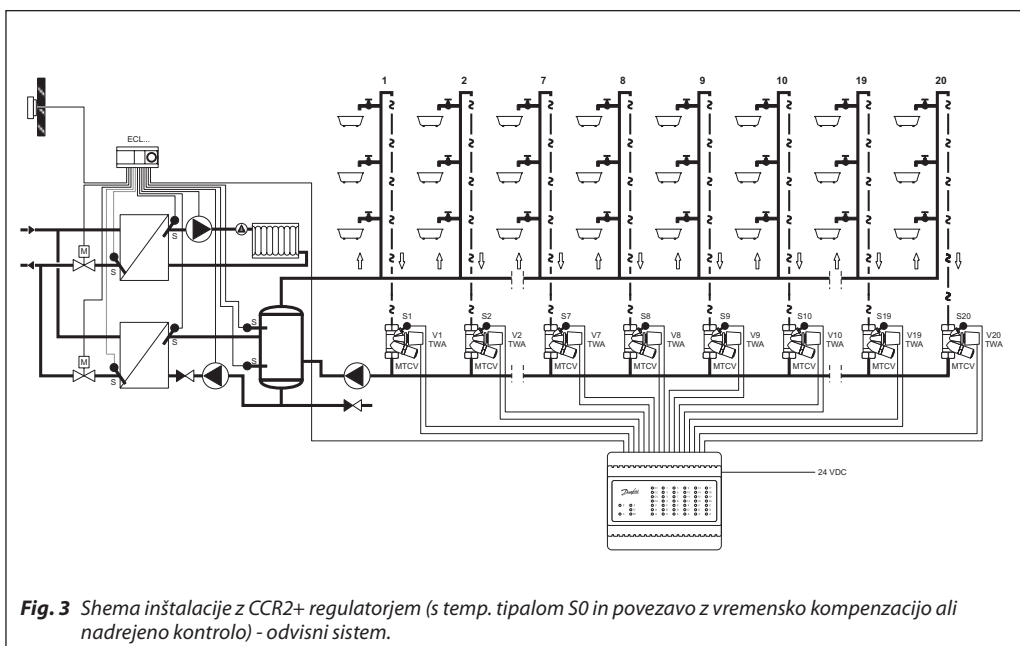 1 2 7 8 9 10 19 20
ECL...
M
S
S
S
S
M
S
S
S1 S2 S7 S8 S9 S10 S19 S20
V1 V2 V7 V8 V9 V10 V19 V20
TWA TWA TWA TWA TWA TWA TWA TWA
MTCV MTCV MTCV MTCV MTCV MTCV MTCV MTCV
24 VDC
Danfoss
Fig. 3 Shema inštalacije z CCR2+ regulatorjem (s temp. tipalom S0 in povezavo z vremensko kompenzacijo ali
nadrejeno kontrolo) - odvisni sistem.